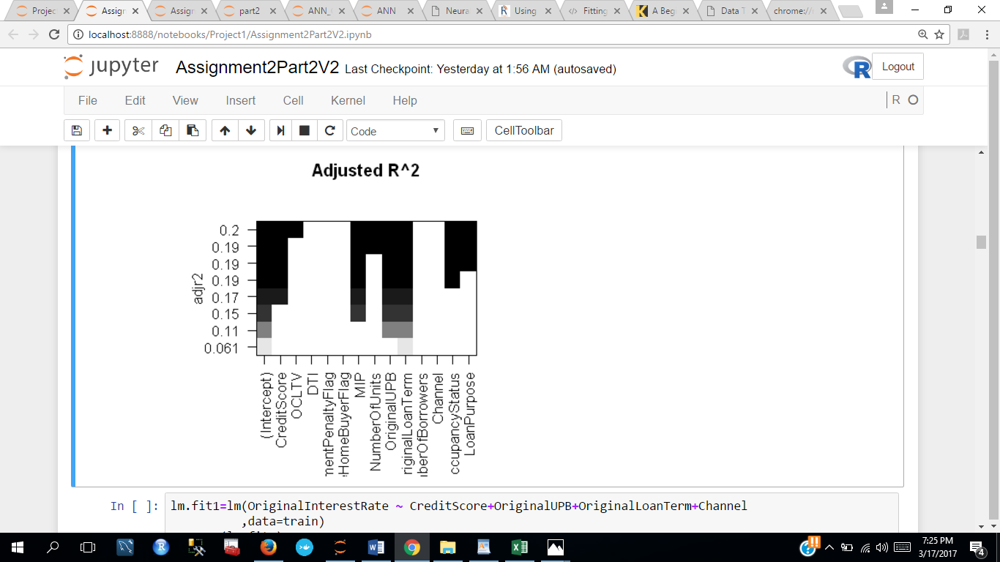 Projec
Assign
Assign
part2
ANN_
ANN
Neura
Using
Fitting
A Beg
Data T
chrome://
localhost:8888/notebooks/Project1/Assignment2Part2V2.ipynb
jupyter Assignment2Part2V2 Last Checkpoint: Yesterday at 1:56 AM (autosaved)
R
Logout
File Edit View Insert Cell Kernel Help
R
Code
CellToolbar
Adjusted R^2
adjr2
0.2
0.19
0.19
0.19
0.17
0.15
0.11
0.061
(Intercept)
CreditScore
OCLTV
DTI
mentPenaltyFlag
eHomeBuyerFlag
MIP
NumberOfUnits
OriginalUPB
riginalLoanTerm
berOfBorrowers
Channel
ccupancyStatus
LoanPurpose
In [ ]: lm.fit1=lm(OriginalInterestRate ~ CreditScore+OriginalUPB+OriginalLoanTerm+Channel
,data=train)
7:25 PM
3/17/2017
4